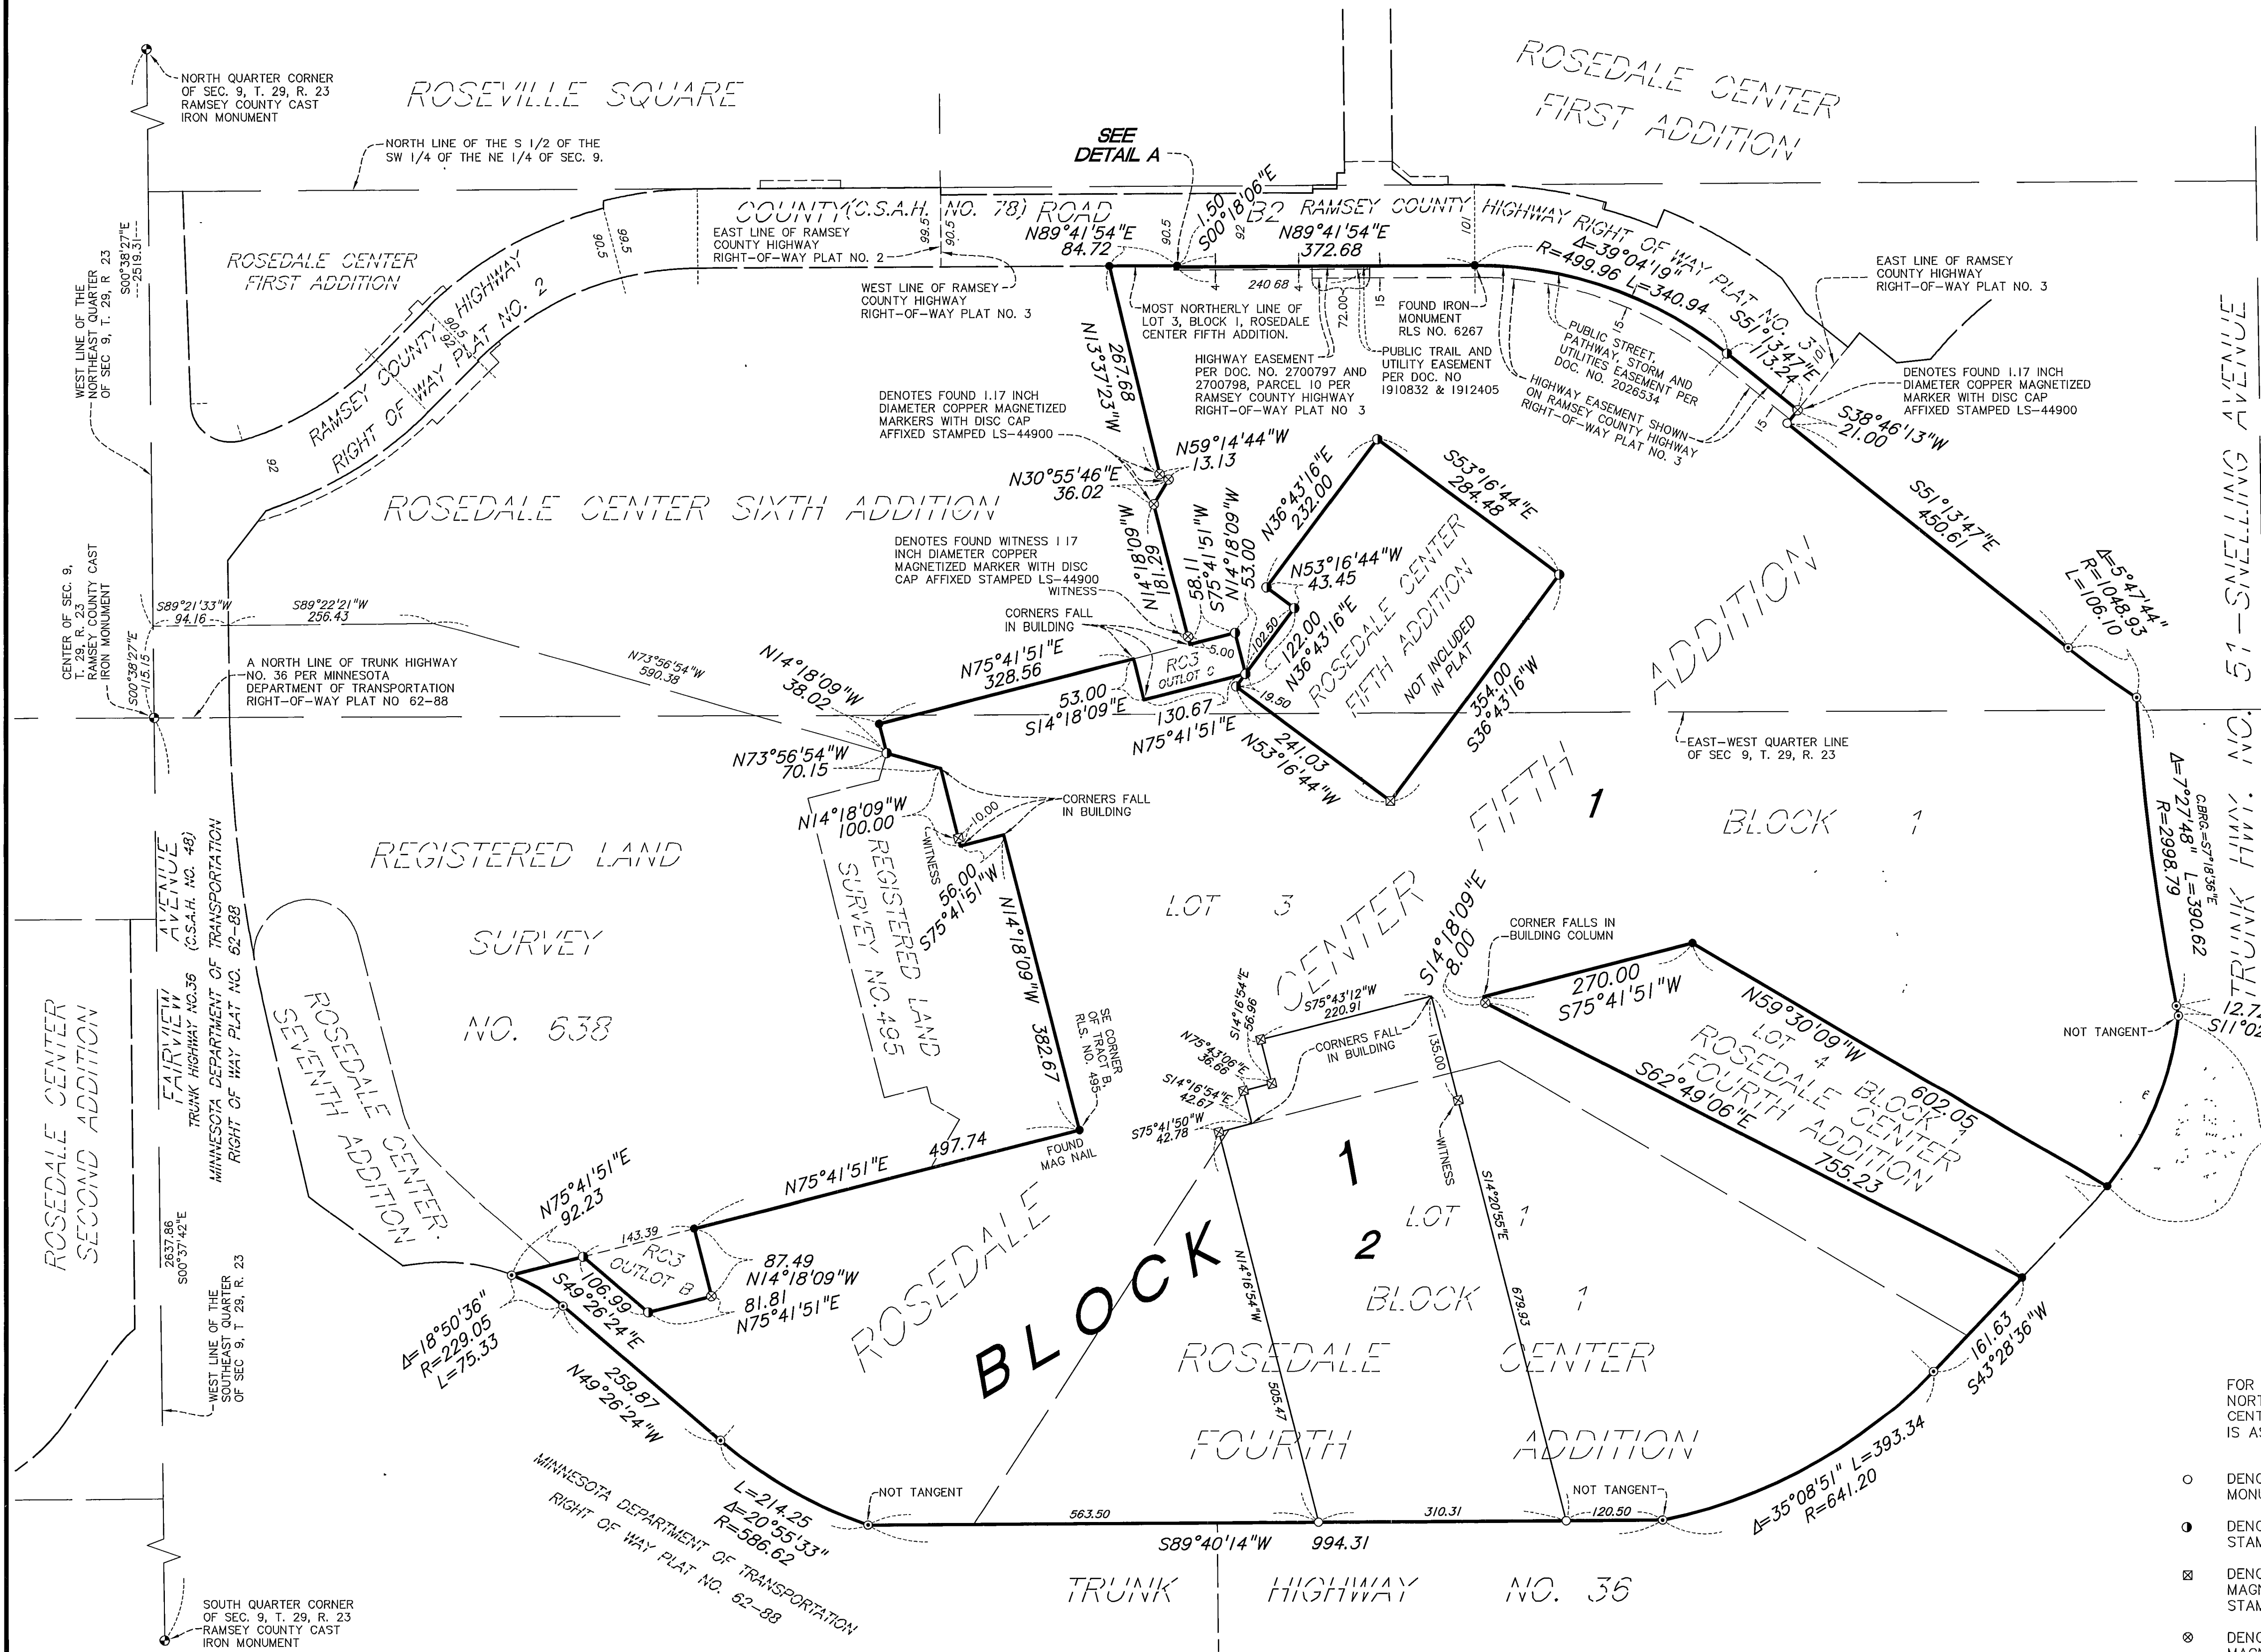 NORTH QUARTER CORNER
OF SEC. 9, T. 29, R. 23
RAMSEY COUNTY CAST
IRON MONUMENT
ROSEVILLE SQUARE
ROSEDALE CENTER
FIRST ADDITION
NORTH LINE OF THE S 1/2 OF THE
SW 1/4 OF THE NE 1/4 OF SEC. 9.
SEE
DETAIL A
S00°38'27"E
---2519.31---
WEST LINE OF THE
NORTHEAST QUARTER
OF SEC 9, T. 29, R 23
ROSEDALE CENTER
FIRST ADDITION
90.5
99.5
COUNTY (C.S.A.H. NO. 78) ROAD B2
EAST LINE OF RAMSEY
COUNTY HIGHWAY
RIGHT-OF-WAY PLAT NO. 2
99.5
90.5
N89°41'54"E
84.72
90.5
1.50
S00°18'06"E
92
RAMSEY COUNTY HIGHWAY RIGHT OF WAY PLAT NO. 3
N89°41'54"E
372.68
101
Δ=39°04'19"
R=499.96 L=340.94
S51°13'47"E
113.24
101
EAST LINE OF RAMSEY
COUNTY HIGHWAY
RIGHT-OF-WAY PLAT NO. 3
RAMSEY COUNTY HIGHWAY
RIGHT OF WAY PLAT NO. 2
90.5
92
92
WEST LINE OF RAMSEY
COUNTY HIGHWAY
RIGHT-OF-WAY PLAT NO. 3
MOST NORTHERLY LINE OF
LOT 3, BLOCK 1, ROSEDALE
CENTER FIFTH ADDITION.
240 68
72.00
15
FOUND IRON
MONUMENT
RLS NO. 6267
HIGHWAY EASEMENT
PER DOC. NO. 2700797 AND
2700798, PARCEL 10 PER
RAMSEY COUNTY HIGHWAY
RIGHT-OF-WAY PLAT NO 3
PUBLIC TRAIL AND
UTILITY EASEMENT
PER DOC. NO
1910832 & 1912405
15
PUBLIC STREET,
PATHWAY, STORM AND
UTILITIES EASEMENT PER
DOC. NO. 2026534
HIGHWAY EASEMENT SHOWN
ON RAMSEY COUNTY HIGHWAY
RIGHT-OF-WAY PLAT NO. 3
15
DENOTES FOUND 1.17 INCH
DIAMETER COPPER MAGNETIZED
MARKER WITH DISC CAP
AFFIXED STAMPED LS-44900
S38°46'13"W
21.00
267.68
N13°37'23"W
DENOTES FOUND 1.17 INCH
DIAMETER COPPER MAGNETIZED
MARKERS WITH DISC CAP
AFFIXED STAMPED LS-44900
N59°14'44"W
13.13
N30°55'46"E
36.02
ROSEDALE CENTER SIXTH ADDITION
DENOTES FOUND WITNESS 1 17
INCH DIAMETER COPPER
MAGNETIZED MARKER WITH DISC
CAP AFFIXED STAMPED LS-44900
WITNESS
N14°18'09"W
181.29
58.11
S75°41'51"W
N14°18'09"W
53.00
N36°43'16"E
232.00
S53°16'44"E
284.48
N53°16'44"W
43.45
102.50
122.00
N36°43'16"E
ROSEDALE CENTER
FIFTH ADDITION
NOT INCLUDED
IN PLAT
354.00
S36°43'16"W
19.50
241.03
N53°16'44"W
S51°13'47"E
450.61
Δ=5°47'44"
R=1048.93
L=106.10
CENTER OF SEC. 9,
T. 29, R. 23
RAMSEY COUNTY CAST
IRON MONUMENT
S89°21'33"W
94.16
S89°22'21"W
256.43
S00°38'27"E
115.15
A NORTH LINE OF TRUNK HIGHWAY
NO. 36 PER MINNESOTA
DEPARTMENT OF TRANSPORTATION
RIGHT-OF-WAY PLAT NO 62-88
N73°56'54"W
590.38
CORNERS FALL
IN BUILDING
N14°18'09"W
38.02
N75°41'51"E
328.56
53.00
S14°18'09"E
RC3
OUTLOT C
5.00
130.67
N75°41'51"E
N73°56'54"W
70.15
N14°18'09"W
100.00
10.00
CORNERS FALL
IN BUILDING
WITNESS
56.00
S75°41'51"W
N14°18'09"W 382.67
REGISTERED LAND
SURVEY NO.495
REGISTERED LAND
SURVEY
NO. 638
EAST-WEST QUARTER LINE
OF SEC 9, T. 29, R. 23
ROSEDALE CENTER FIFTH ADDITION
1
BLOCK 1
LOT 3
Δ=7°27'48" L=390.62
R=2998.79
C.BRG.=S7°18'36"E
TRUNK HWY. NO. 51-SNELLING AVENUE
NOT TANGENT
ROSEDALE CENTER
SECOND ADDITION
FAIRVIEW AVENUE
(C.S.A.H. NO. 48)
TRUNK HIGHWAY NO.36
MINNESOTA DEPARTMENT OF TRANSPORTATION
RIGHT OF WAY PLAT NO. 62-88
2637.86
S00°37'42"E
WEST LINE OF THE
SOUTHEAST QUARTER
OF SEC 9, T 29, R. 23
ROSEDALE CENTER
SEVENTH ADDITION
SE CORNER
OF TRACT B,
RLS. NO. 495
FOUND
MAG NAIL
N75°41'51"E
497.74
N75°41'51"E
92.23
143.39
RC3
OUTLOT B
87.49
N14°18'09"W
81.81
N75°41'51"E
106.99
S49°26'24"E
Δ=18°50'36"
R=229.05
L=75.33
259.87
N49°26'24"W
L=214.25
Δ=20°55'33"
R=586.62
MINNESOTA DEPARTMENT OF TRANSPORTATION
RIGHT OF WAY PLAT NO. 62-88
S14°16'54"E
56.96
S75°43'12"W
220.91
N75°43'06"E
36.66
S14°16'54"E
42.67
S75°41'50"W
42.78
CORNERS FALL
IN BUILDING
S14°18'09"E
8.00
CORNER FALLS IN
BUILDING COLUMN
270.00
S75°41'51"W
N59°30'09"W
602.05
LOT 4 BLOCK 1
ROSEDALE CENTER
FOURTH ADDITION
S62°49'06"E
755.23
135.00
WITNESS
S14°20'55"E
679.93
N14°16'54"W
505.47
1
2
BLOCK
LOT 1
BLOCK 1
ROSEDALE CENTER
FOURTH ADDITION
161.63
S43°28'36"W
Δ=35°08'51" L=393.34
R=641.20
NOT TANGENT
563.50
310.31
120.50
NOT TANGENT
S89°40'14"W 994.31
TRUNK HIGHWAY NO. 36
SOUTH QUARTER CORNER
OF SEC. 9, T. 29, R. 23
RAMSEY COUNTY CAST
IRON MONUMENT
FOR
IS